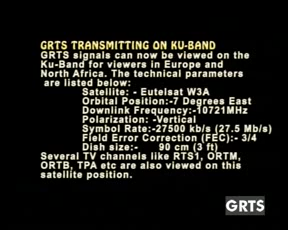 GRTS TRANSMITTING ON KU-BAND
GRTS signals can now be viewed on the
Ku-Band for viewers in Europe and
North Africa. The technical parameters
are listed below:
Satellite: - Eutelsat W3A
Orbital Position:-7 Degrees East
Downlink Frequency:-10721MHz
Polarization: -Vertical
Symbol Rate:-27500 kb/s (27.5 Mb/s)
Field Error Correction (FEC):- 3/4
Dish size:- 90 cm (3 ft)
Several TV channels like RTS1, ORTM,
ORTB, TPA etc are also viewed on this
satellite position.
GRTS